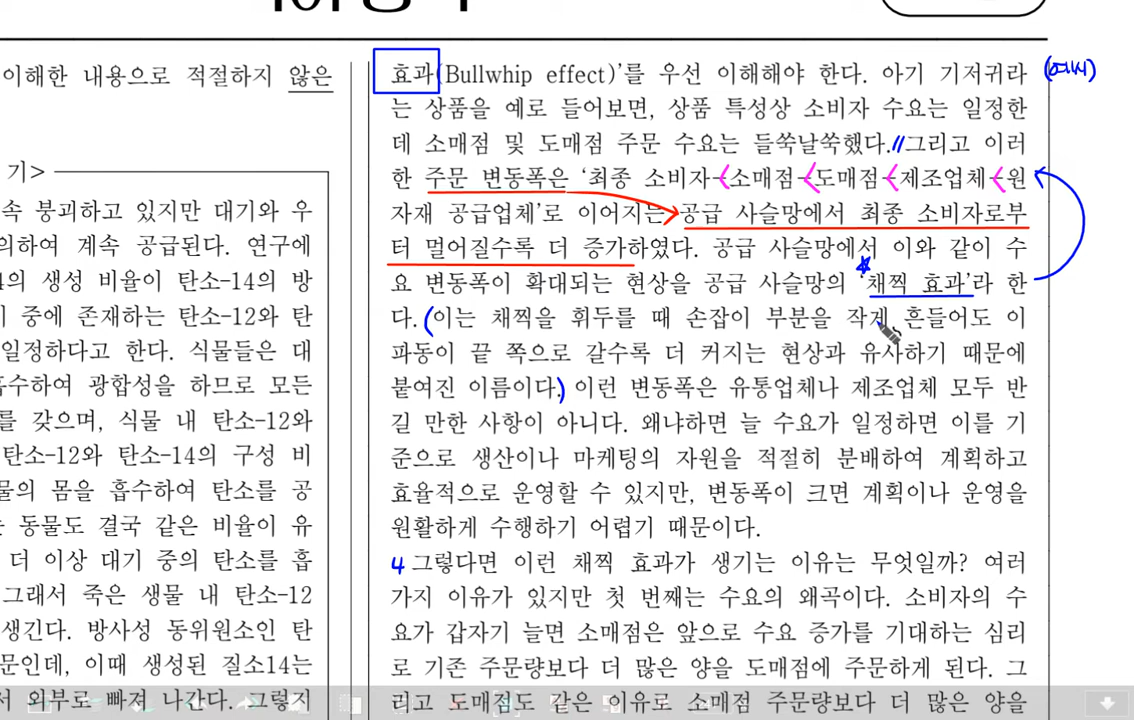 이해한 내용으로 적절하지 않은
기>
속 붕괴하고 있지만 대기와 우
의하여 계속 공급된다. 연구에
의 생성 비율이 탄소-14의 방
중에 존재하는 탄소-12와 탄
일정하다고 한다. 식물들은 대
흡수하여 광합성을 하므로 모든
를 갖으며, 식물 내 탄소-12와
탄소-12와 탄소-14의 구성 비
물의 몸을 흡수하여 탄소를 공
동물도 결국 같은 비율이 유
더 이상 대기 중의 탄소를 흡
그래서 죽은 생물 내 탄소-12
생긴다. 방사성 동위원소인 탄
문인데, 이때 생성된 질소14는
서 외부로 빠져 나간다. 그렇지
효과(Bullwhip effect)’를 우선 이해해야 한다. 아기 기저귀라
(예시)
는 상품을 예로 들어보면, 상품 특성상 소비자 수요는 일정한
데 소매점 및 도매점 주문 수요는 들쑥날쑥했다. 그리고 이러
한 주문 변동폭은 ‘최종 소비자-소매점-도매점-제조업체-원
자재 공급업체’로 이어지는 공급 사슬망에서 최종 소비자로부
터 멀어질수록 더 증가하였다. 공급 사슬망에서 이와 같이 수
요 변동폭이 확대되는 현상을 공급 사슬망의 ‘채찍 효과’라 한
다. (이는 채찍을 휘두를 때 손잡이 부분을 작게 흔들어도 이
파동이 끝 쪽으로 갈수록 더 커지는 현상과 유사하기 때문에
붙여진 이름이다.) 이런 변동폭은 유통업체나 제조업체 모두 반
길 만한 사항이 아니다. 왜냐하면 늘 수요가 일정하면 이를 기
준으로 생산이나 마케팅의 자원을 적절히 분배하여 계획하고
효율적으로 운영할 수 있지만, 변동폭이 크면 계획이나 운영을
원활하게 수행하기 어렵기 때문이다.
4 그렇다면 이런 채찍 효과가 생기는 이유는 무엇일까? 여러
가지 이유가 있지만 첫 번째는 수요의 왜곡이다. 소비자의 수
요가 갑자기 늘면 소매점은 앞으로 수요 증가를 기대하는 심리
로 기존 주문량보다 더 많은 양을 도매점에 주문하게 된다. 그
리고 도매점도 같은 이유로 소매점 주문량보다 더 많은 양을